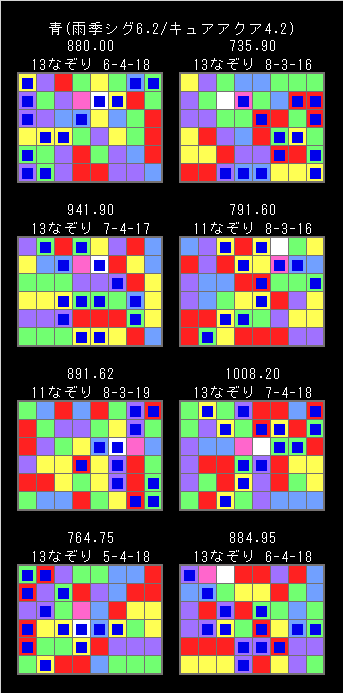 青(雨季シグ6.2/キュアアクア4.2)
880.00
13なぞり 6-4-18
735.90
13なぞり 8-3-16
941.90
13なぞり 7-4-17
791.60
11なぞり 8-3-16
891.62
11なぞり 8-3-19
1008.20
13なぞり 7-4-18
764.75
13なぞり 5-4-18
884.95
13なぞり 6-4-18